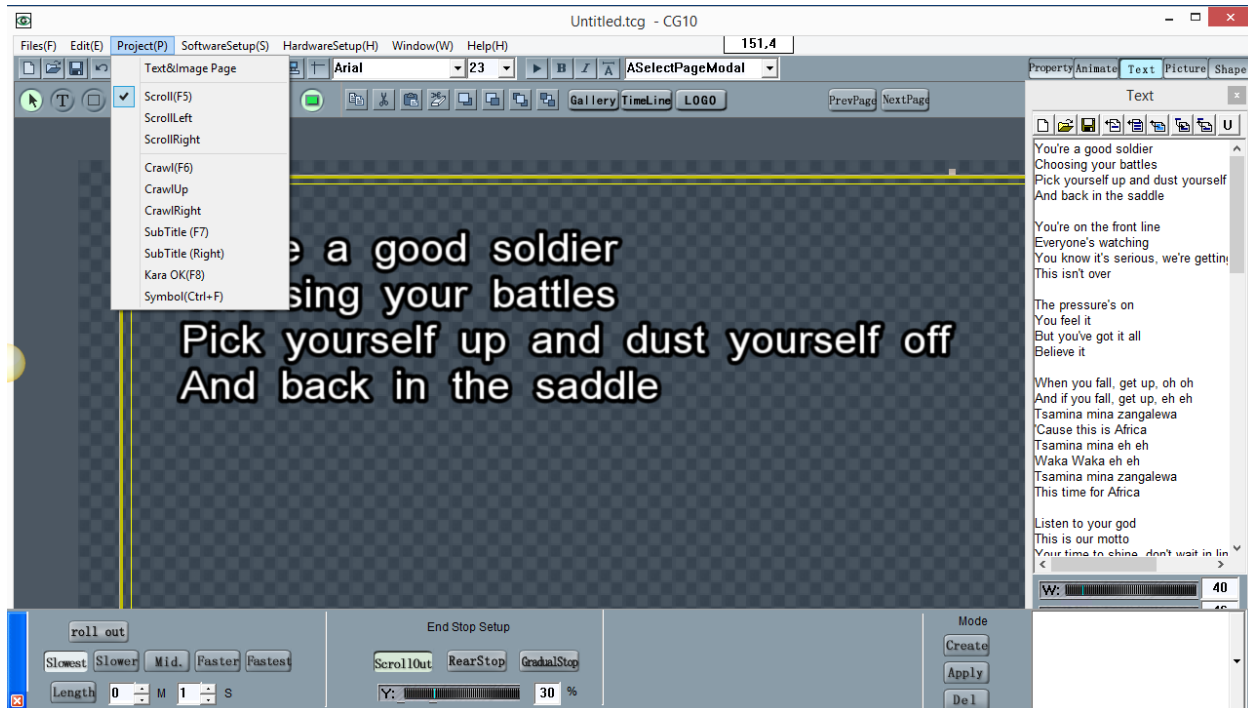 Untitled.tcg - CG10
Files(F) Edit(E) Project(P) SoftwareSetup(S) HardwareSetup(H) Window(W) Help(H)
151,4
Arial 23 B I A ASelectPageModal
Property Animate Text Picture Shape
T Gallery TimeLine LOGO PrevPage NextPage
Text&Image Page
Scroll(F5)
ScrollLeft
ScrollRight
Crawl(F6)
CrawlUp
CrawlRight
SubTitle (F7)
SubTitle (Right)
Kara OK(F8)
Symbol(Ctrl+F)
a good soldier
sing your battles
Pick yourself up and dust yourself off
And back in the saddle
Text
U
You're a good soldier
Choosing your battles
Pick yourself up and dust yourself
And back in the saddle
You're on the front line
Everyone's watching
You know it's serious, we're getting
This isn't over
The pressure's on
You feel it
But you've got it all
Believe it
When you fall, get up, oh oh
And if you fall, get up, eh eh
Tsamina mina zangalewa
'Cause this is Africa
Tsamina mina eh eh
Waka Waka eh eh
Tsamina mina zangalewa
This time for Africa
Listen to your god
This is our motto
Your time to shine, don't wait in lin
W: 40
roll out
Slowest Slower Mid. Faster Fastest
Length 0 M 1 S
End Stop Setup
ScrollOut RearStop GradualStop
Y: 30 %
Mode
Create
Apply
Del